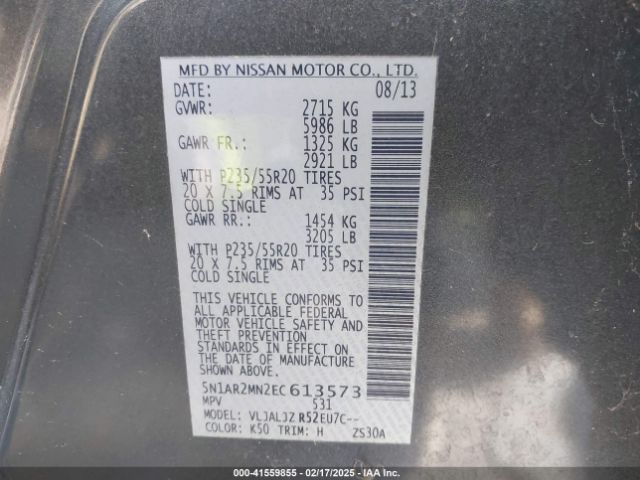 MFD BY NISSAN MOTOR CO., LTD.
DATE: 08/13
GVWR: 2715 KG
5986 LB
GAWR FR.: 1325 KG
2921 LB
WITH P235/55R20 TIRES
20 X 7.5 RIMS AT 35 PSI
COLD SINGLE
GAWR RR.: 1454 KG
3205 LB
WITH P235/55R20 TIRES
20 X 7.5 RIMS AT 35 PSI
COLD SINGLE
THIS VEHICLE CONFORMS TO
ALL APPLICABLE FEDERAL
MOTOR VEHICLE SAFETY AND
THEFT PREVENTION
STANDARDS IN EFFECT ON
THE DATE OF MANUFACTURE
SHOWN ABOVE.
5N1AR2MN2EC613573
MPV 531
MODEL: VLJALJZ R52EU7C--
COLOR: K50 TRIM: H ZS30A
000-41559855 — 02/17/2025 — IAAI.COM